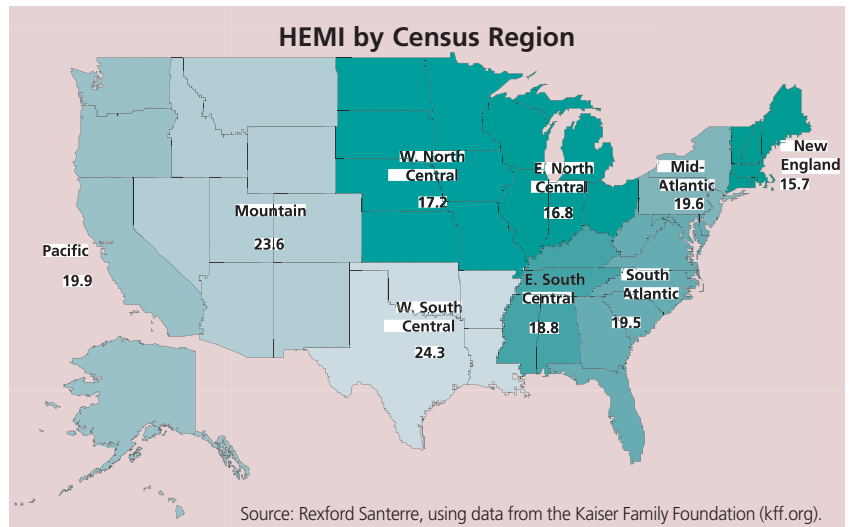 HEMI by Census Region
W. North
Central
17.2
E. North
Central
16.8
Mid-
Atlantic
19.6
New
England
15.7
Mountain
23.6
Pacific
19.9
W. South
Central
24.3
E. South
Central
18.8
South
Atlantic
19.5
Source: Rexford Santerre, using data from the Kaiser Family Foundation (kff.org).